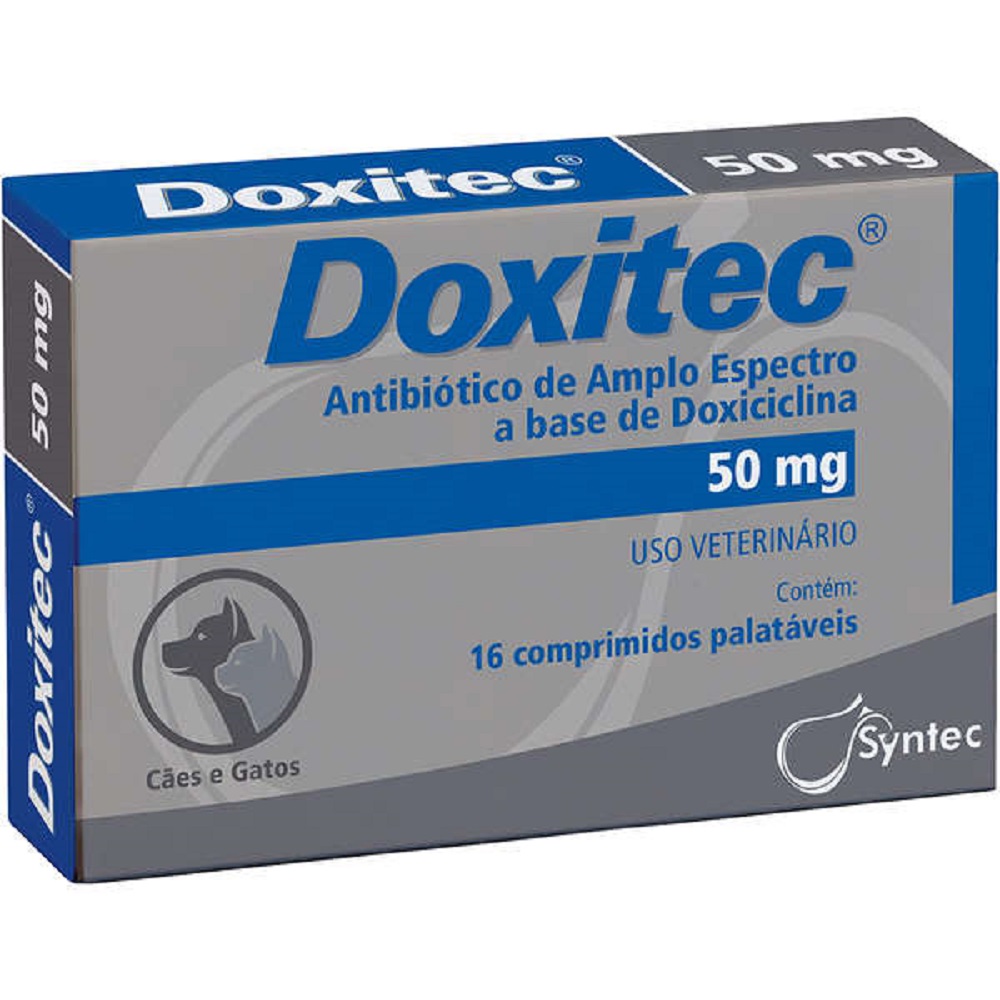 Doxitec®
50 mg
Doxitec®
Antibiótico de Amplo Espectro
a base de Doxiciclina
50 mg
USO VETERINÁRIO
Contém:
16 comprimidos palatáveis
Cães e Gatos
Syntec
50 mg
Doxitec®